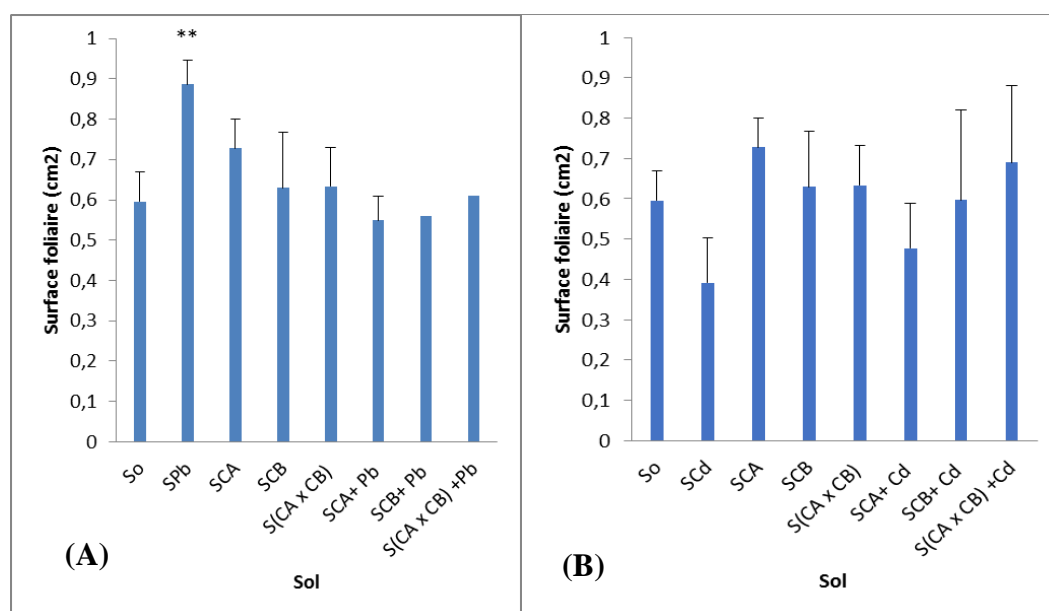 1
0,9
0,8
0,7
0,6
0,5
0,4
0,3
0,2
0,1
0
Surface foliaire (cm2)
**
So
SPb
SCA
SCB
S(CA x CB)
SCA+ Pb
SCB+ Pb
S(CA x CB) +Pb
Sol
(A)
1
0,9
0,8
0,7
0,6
0,5
0,4
0,3
0,2
0,1
0
Surface foliaire (cm2)
So
SCd
SCA
SCB
S(CA x CB)
SCA+ Cd
SCB+ Cd
S(CA x CB) +Cd
Sol
(B)